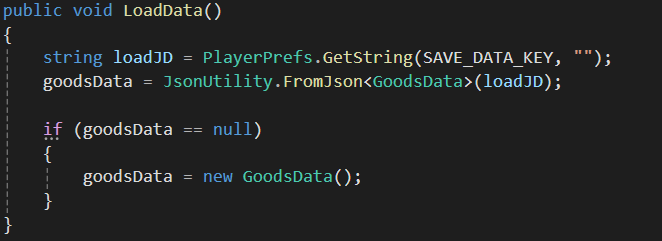 public void LoadData()
{
string loadJD = PlayerPrefs.GetString(SAVE_DATA_KEY, "");
goodsData = JsonUtility.FromJson<GoodsData>(loadJD);
if (goodsData == null)
{
goodsData = new GoodsData();
}
}